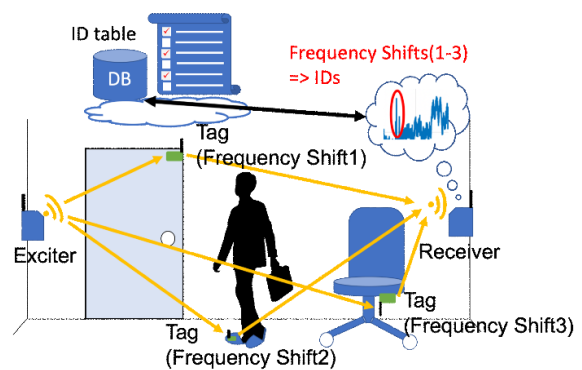 ID table
DB
Frequency Shifts(1-3)
=> IDs
Tag
(Frequency Shift1)
Exciter
Receiver
Tag
(Frequency Shift2)
Tag
(Frequency Shift3)